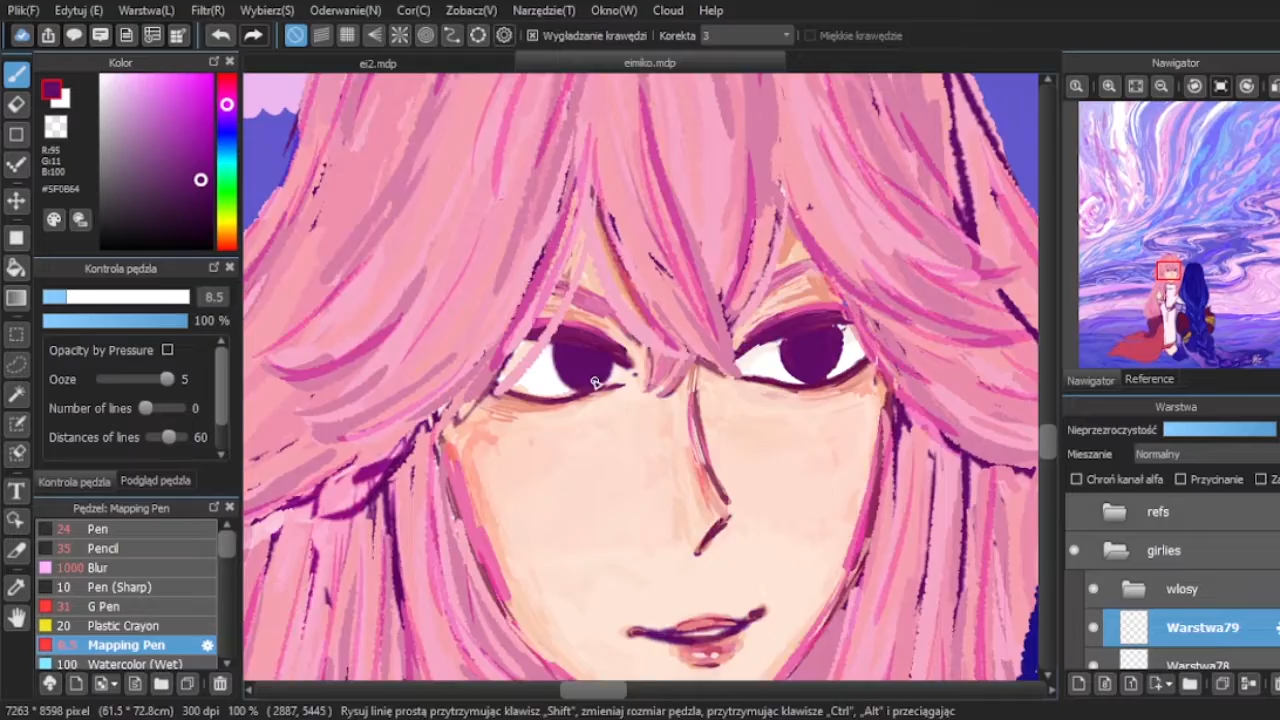 Plik(F) Edytuj (E) Warstwa(L) Filtr(R) Wybierz(S) Oderwanie(N) Cor(C) Zobacz(V) Narzędzie(T) Okno(W) Cloud Help
Wygładzanie krawędzi Korekta 3 Miękkie krawędzie
Kolor
ei2.mdp
eimiko.mdp
Nawigator
R:95
G:11
B:100
#5F0B64
Kontrola pędzla
8.5
100 %
Opacity by Pressure
Ooze 5
Number of lines 0
Distances of lines 60
Kontrola pędzla Podgląd pędzla
Pędzel: Mapping Pen
24 Pen
35 Pencil
1000 Blur
10 Pen (Sharp)
31 G Pen
20 Plastic Crayon
8.5 Mapping Pen
100 Watercolor (Wet)
Nawigator Reference
Warstwa
Nieprzezroczystość
Mieszanie Normalny
Chroń kanał alfa Przycinanie
refs
girlies
wlosy
Warstwa79
Warstwa78
7263 * 8598 pixel (61.5 * 72.8cm) 300 dpi 100 % ( 2887, 5445 ) Rysuj linię prostą przytrzymując klawisz „Shift", zmieniaj rozmiar pędzla, przytrzymując klawisze „Ctrl", „Alt" i przeciągając